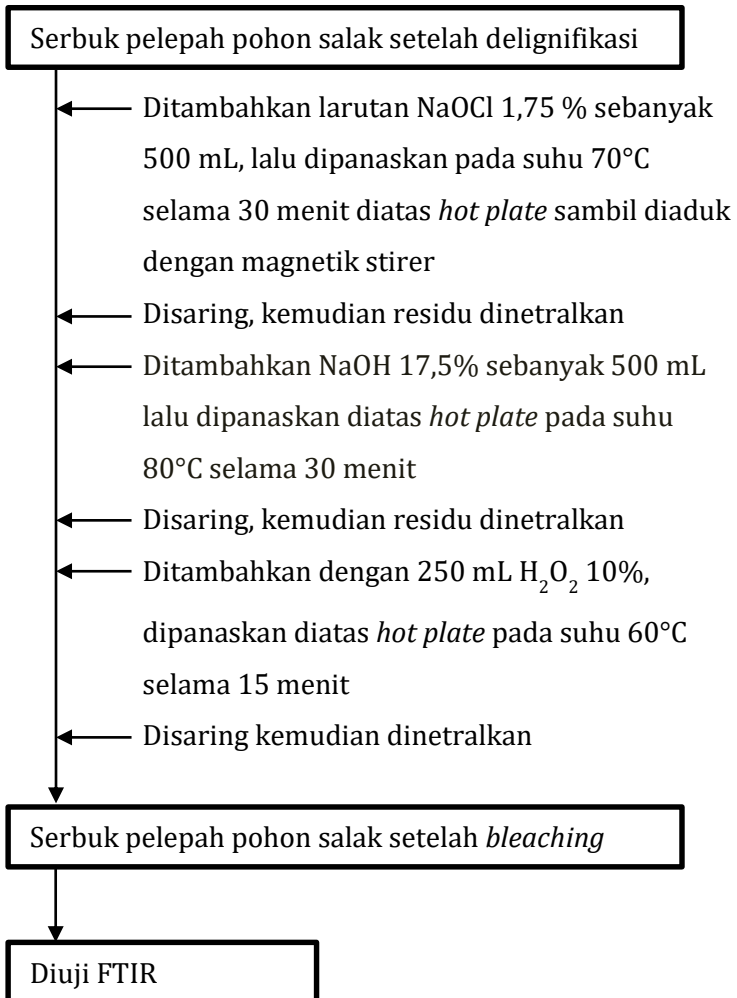 Serbuk pelepah pohon salak setelah delignifikasi
Ditambahkan larutan NaOCl 1,75 % sebanyak
500 mL, lalu dipanaskan pada suhu 70°C
selama 30 menit diatas hot plate sambil diaduk
dengan magnetik stirer
Disaring, kemudian residu dinetralkan
Ditambahkan NaOH 17,5% sebanyak 500 mL
lalu dipanaskan diatas hot plate pada suhu
80°C selama 30 menit
Disaring, kemudian residu dinetralkan
Ditambahkan dengan 250 mL H₂O₂ 10%,
dipanaskan diatas hot plate pada suhu 60°C
selama 15 menit
Disaring kemudian dinetralkan
Serbuk pelepah pohon salak setelah bleaching
Diuji FTIR